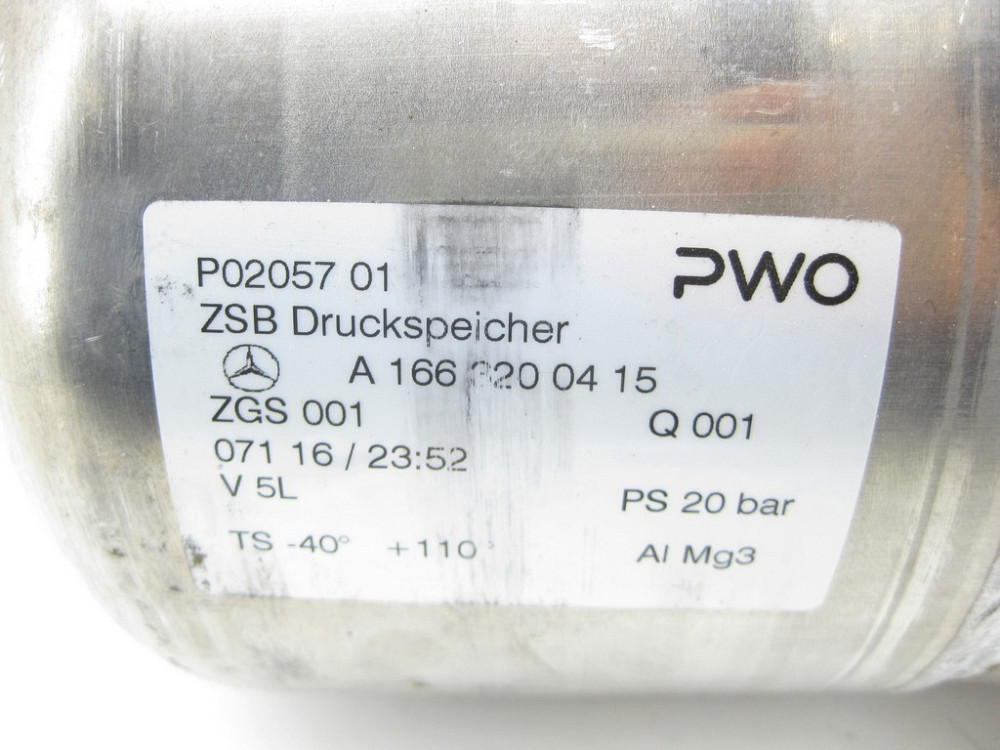 P02057 01
PWO
ZSB Druckspeicher
A 166 320 04 15
ZGS 001
Q 001
071 16 / 23:52
V 5L
PS 20 bar
TS -40° +110°
Al Mg3